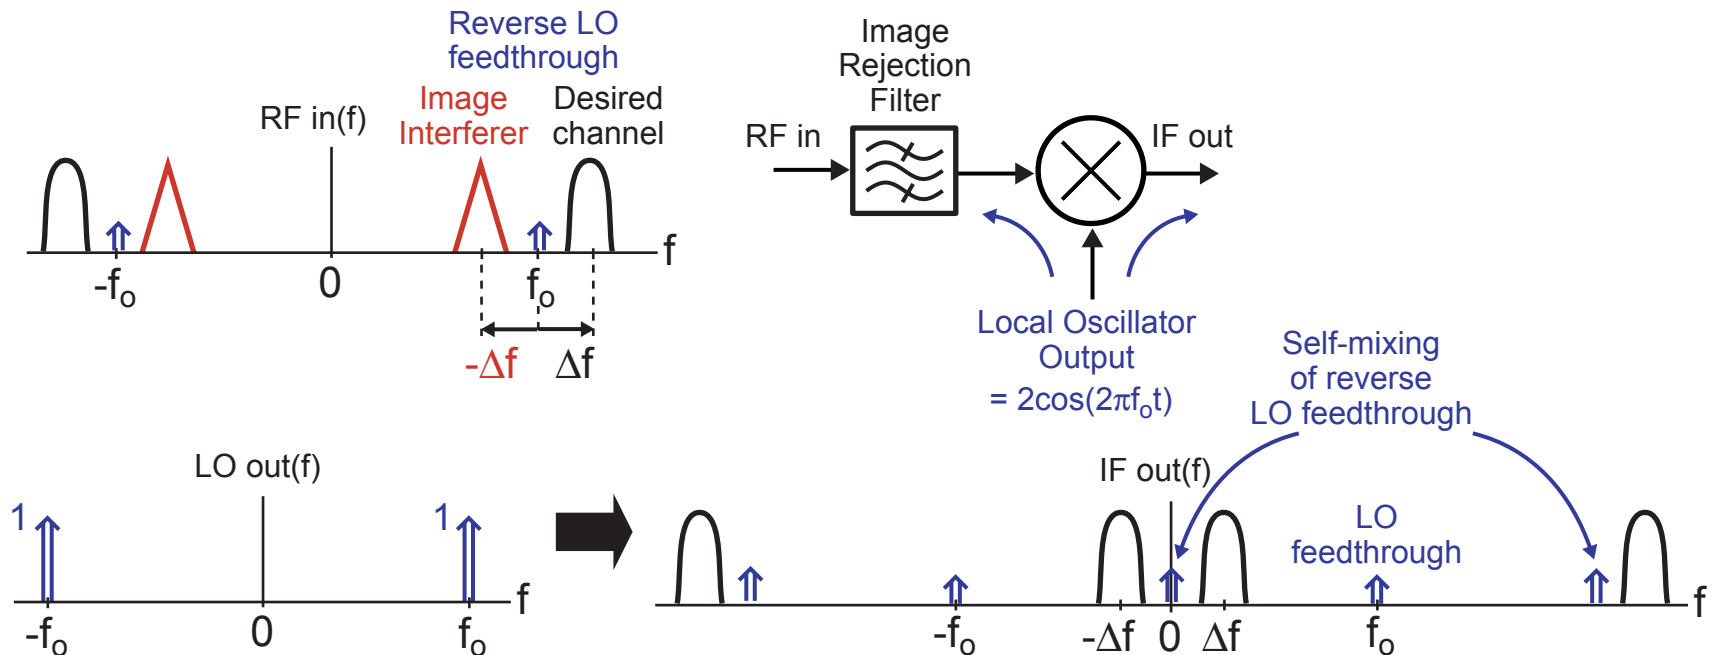 Reverse LO
feedthrough
Image
Interferer
Desired
channel
RF in(f)
-fo
0
fo
f
-Δf
Δf
Image
Rejection
Filter
RF in
IF out
Local Oscillator
Output
= 2cos(2πfot)
Self-mixing
of reverse
LO feedthrough
LO out(f)
1
1
-fo
0
fo
f
IF out(f)
LO
feedthrough
-fo
-Δf
0
Δf
fo
f